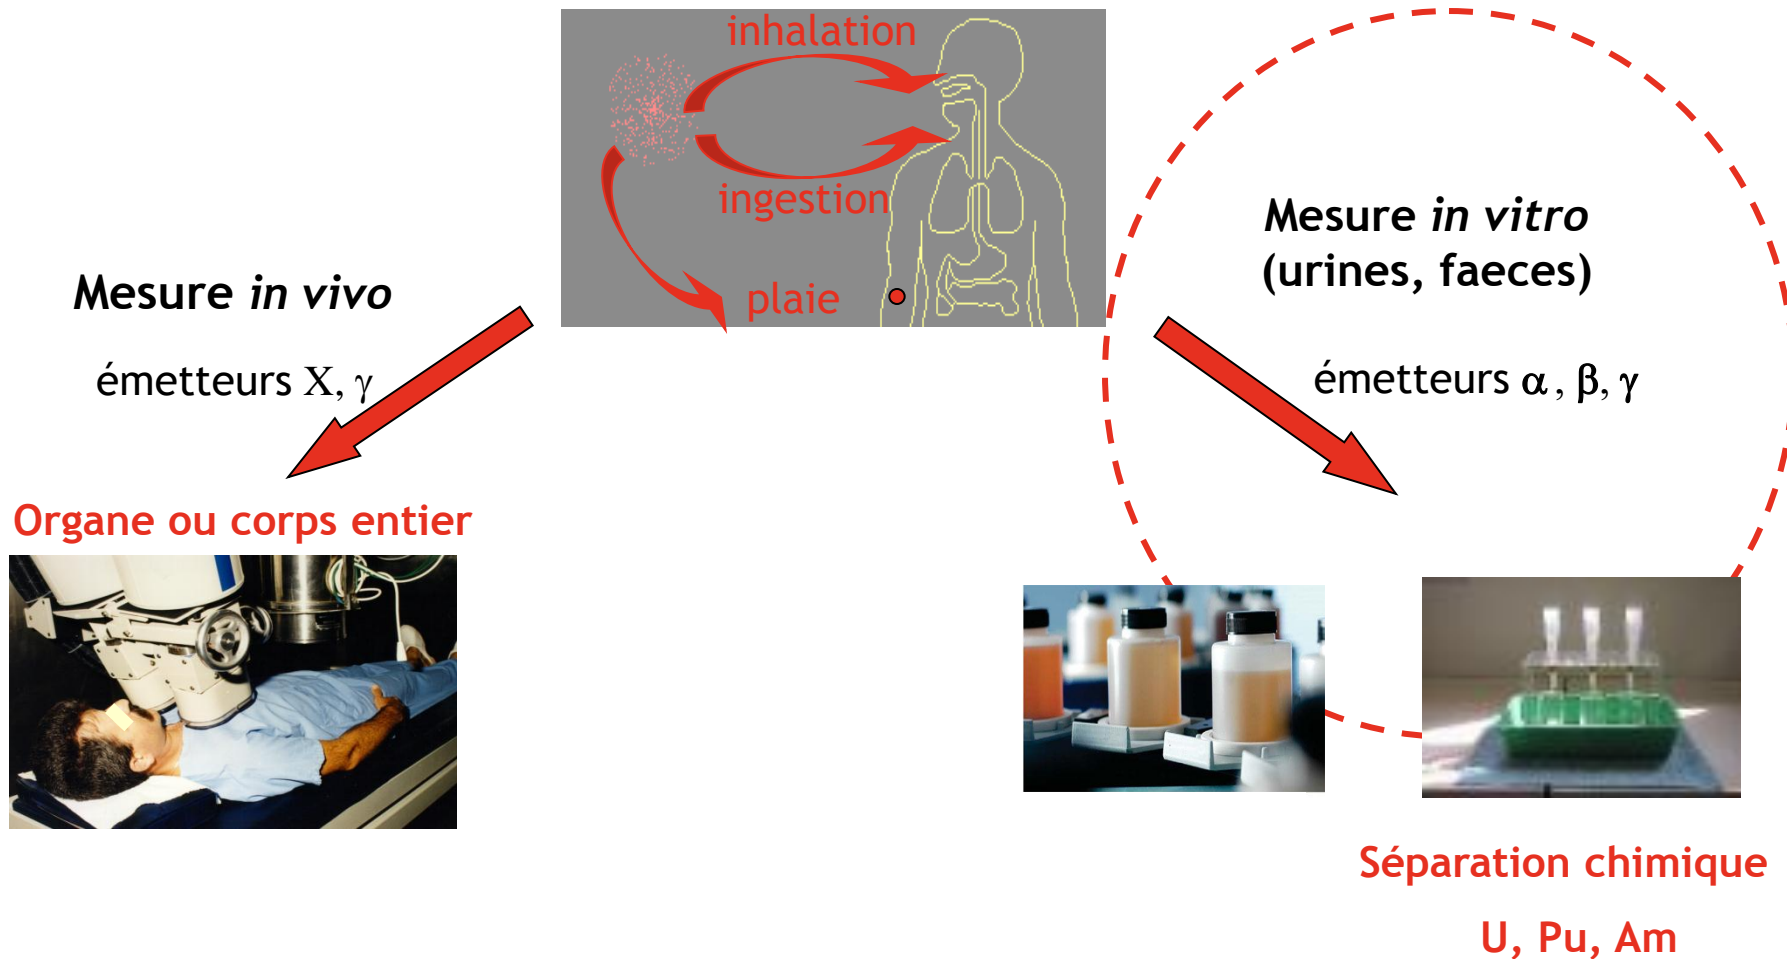 inhalation
ingestion
plaie
Mesure in vivo
émetteurs X, γ
Organe ou corps entier
Mesure in vitro
(urines, faeces)
émetteurs α, β, γ
Séparation chimique
U, Pu, Am